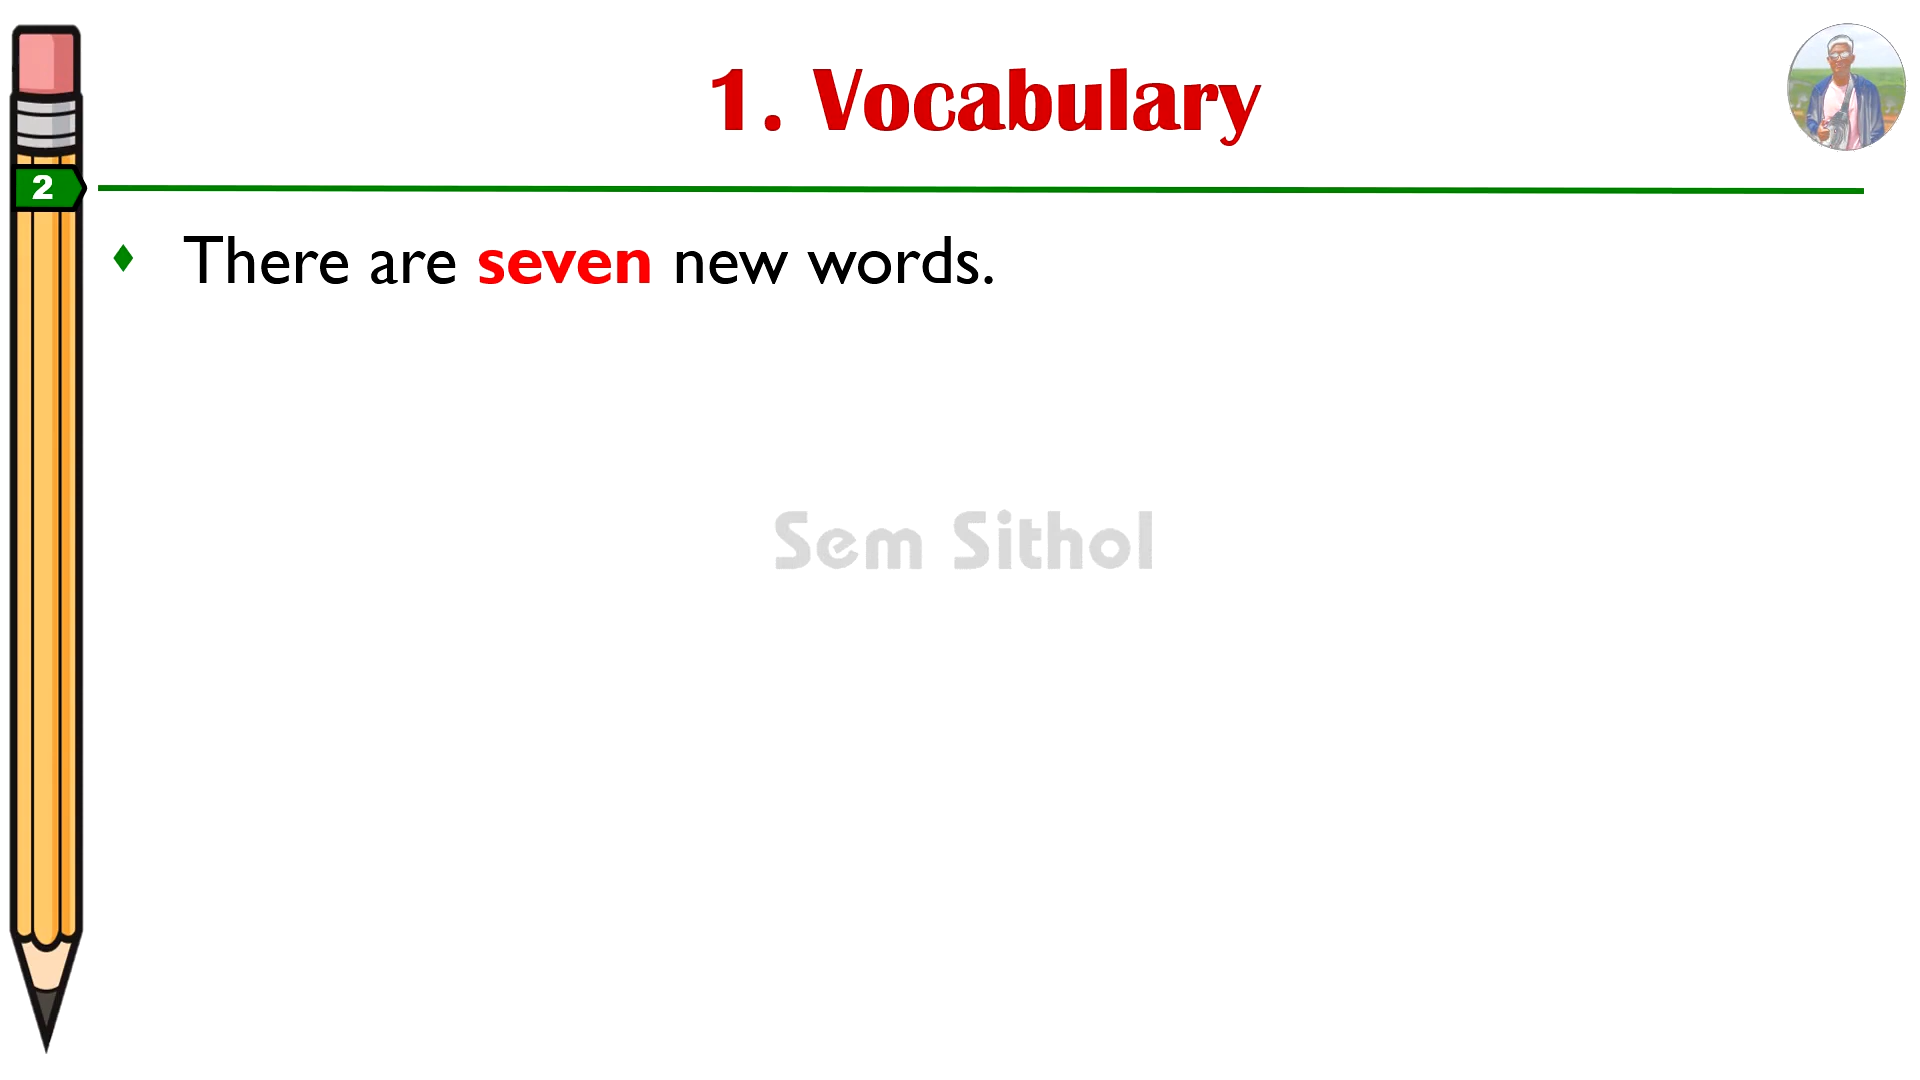 1. Vocabulary
2
♦ There are seven new words.
Sem Sithol